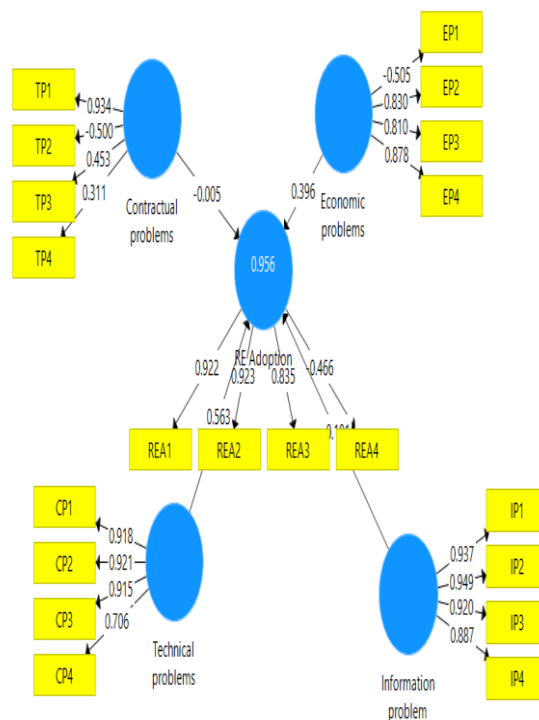 EP1
-0.505
EP2
0.830
0.810
EP3
0.878
EP4
TP1
0.934
TP2
-0.500
0.453
TP3
0.311
TP4
Contractual
problems
-0.005
0.396
Economic
problems
0.956
RE Adoption
0.922
0.563
0.923
0.835
-0.466
REA1
REA2
REA3
REA4
CP1
0.918
CP2
0.921
0.915
CP3
0.706
CP4
Technical
problems
IP1
0.937
IP2
0.949
0.920
IP3
0.887
IP4
Information
problem